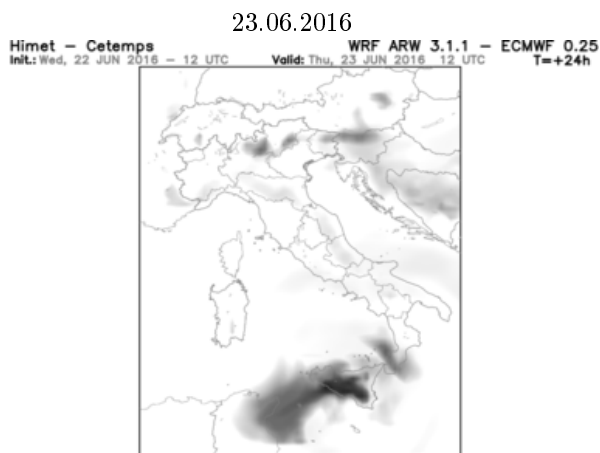 23.06.2016
Himet - Cetemps WRF ARW 3.1.1 - ECMWF 0.25
Init.: Wed, 22 JUN 2016 - 12 UTC Valid: Thu, 23 JUN 2016 12 UTC T=+24h